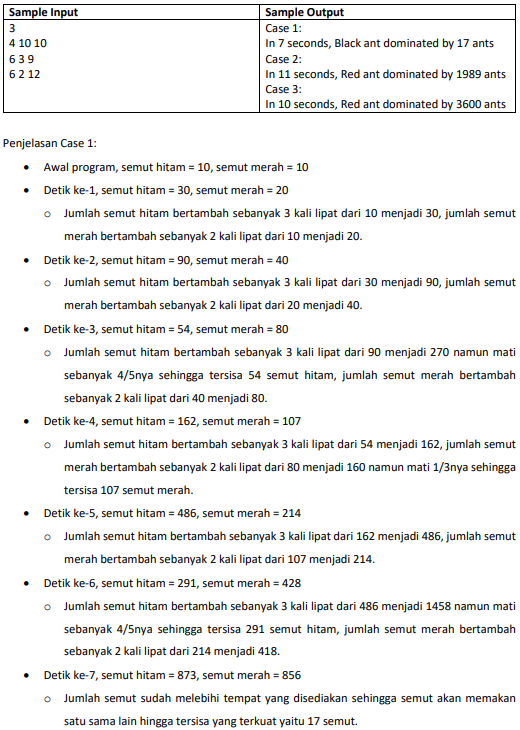 Sample Input
3
4 10 10
6 3 9
6 2 12
Sample Output
Case 1:
In 7 seconds, Black ant dominated by 17 ants
Case 2:
In 11 seconds, Red ant dominated by 1989 ants
Case 3:
In 10 seconds, Red ant dominated by 3600 ants
Penjelasan Case 1:
• Awal program, semut hitam = 10, semut merah = 10
• Detik ke-1, semut hitam = 30, semut merah = 20
o Jumlah semut hitam bertambah sebanyak 3 kali lipat dari 10 menjadi 30, jumlah semut
merah bertambah sebanyak 2 kali lipat dari 10 menjadi 20.
• Detik ke-2, semut hitam = 90, semut merah = 40
o Jumlah semut hitam bertambah sebanyak 3 kali lipat dari 30 menjadi 90, jumlah semut
merah bertambah sebanyak 2 kali lipat dari 20 menjadi 40.
• Detik ke-3, semut hitam = 54, semut merah = 80
o Jumlah semut hitam bertambah sebanyak 3 kali lipat dari 90 menjadi 270 namun mati
sebanyak 4/5nya sehingga tersisa 54 semut hitam, jumlah semut merah bertambah
sebanyak 2 kali lipat dari 40 menjadi 80.
• Detik ke-4, semut hitam = 162, semut merah = 107
o Jumlah semut hitam bertambah sebanyak 3 kali lipat dari 54 menjadi 162, jumlah semut
merah bertambah sebanyak 2 kali lipat dari 80 menjadi 160 namun mati 1/3nya sehingga
tersisa 107 semut merah.
• Detik ke-5, semut hitam = 486, semut merah = 214
o Jumlah semut hitam bertambah sebanyak 3 kali lipat dari 162 menjadi 486, jumlah semut
merah bertambah sebanyak 2 kali lipat dari 107 menjadi 214.
• Detik ke-6, semut hitam = 291, semut merah = 428
o Jumlah semut hitam bertambah sebanyak 3 kali lipat dari 486 menjadi 1458 namun mati
sebanyak 4/5nya sehingga tersisa 291 semut hitam, jumlah semut merah bertambah
sebanyak 2 kali lipat dari 214 menjadi 418.
• Detik ke-7, semut hitam = 873, semut merah = 856
o Jumlah semut sudah melebihi tempat yang disediakan sehingga semut akan memakan
satu sama lain hingga tersisa yang terkuat yaitu 17 semut.